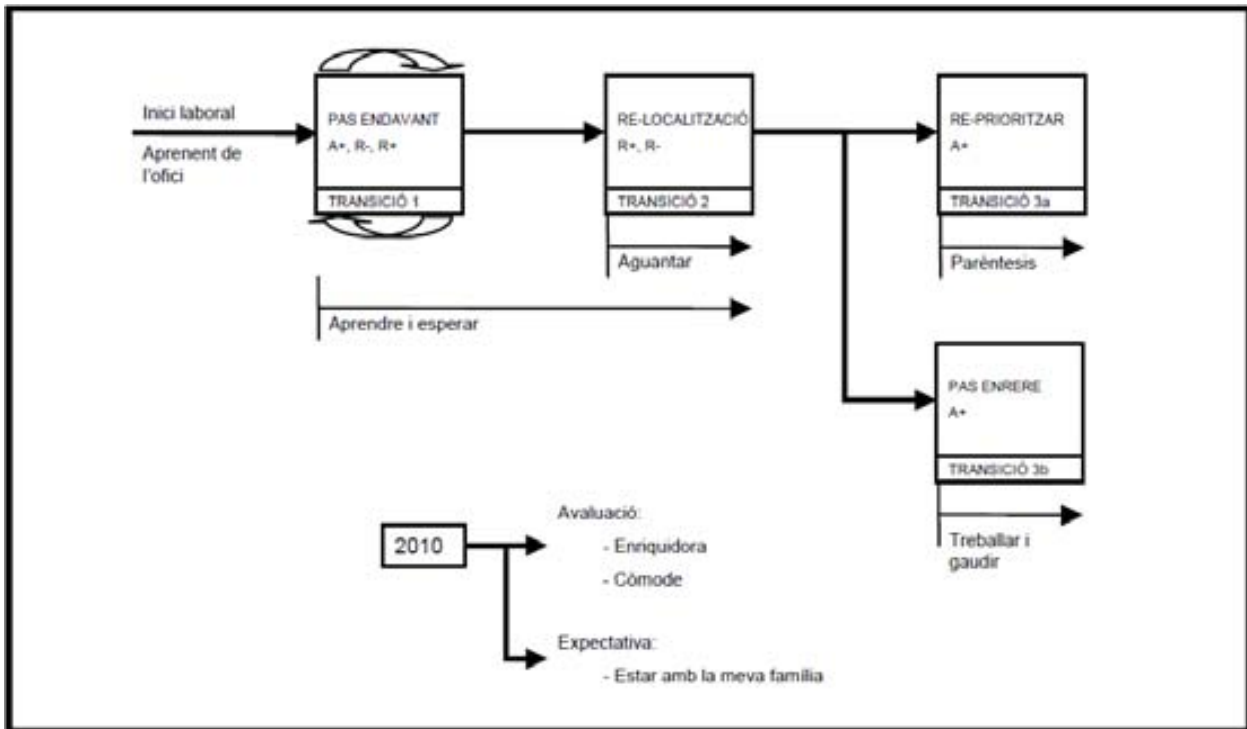 Inici laboral
Aprenent de
l'ofici
PAS ENDAVANT
A+, R-, R+
TRANSICIÓ 1
RE-LOCALITZACIÓ
R+, R-
TRANSICIÓ 2
RE-PRIORITZAR
A+
TRANSICIÓ 3a
Aguantar
Parèntesis
Aprendre i esperar
PAS ENRERE
A+
TRANSICIÓ 3b
Treballar i
gaudir
2010
Avaluació:
- Enriquidora
- Còmode
Expectativa:
- Estar amb la meva família